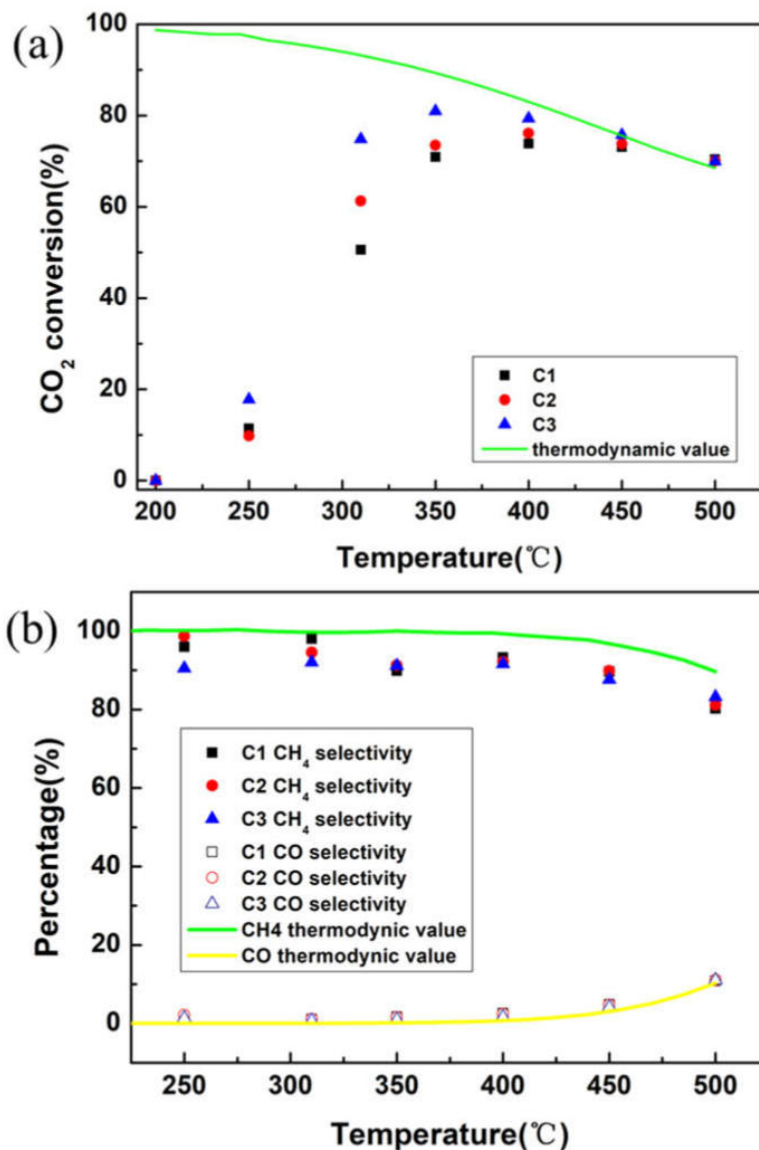 (a)
100
80
60
40
20
0
CO₂ conversion(%)
C1
C2
C3
thermodynamic value
200 250 300 350 400 450 500
Temperature(℃)
(b)
100
80
60
40
20
0
Percentage(%)
C1 CH₄ selectivity
C2 CH₄ selectivity
C3 CH₄ selectivity
C1 CO selectivity
C2 CO selectivity
C3 CO selectivity
CH4 thermodynic value
CO thermodynic value
250 300 350 400 450 500
Temperature(℃)